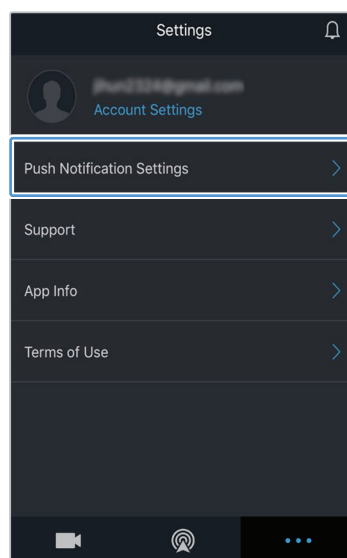 Settings
Account Settings
Push Notification Settings
Support
App Info
Terms of Use